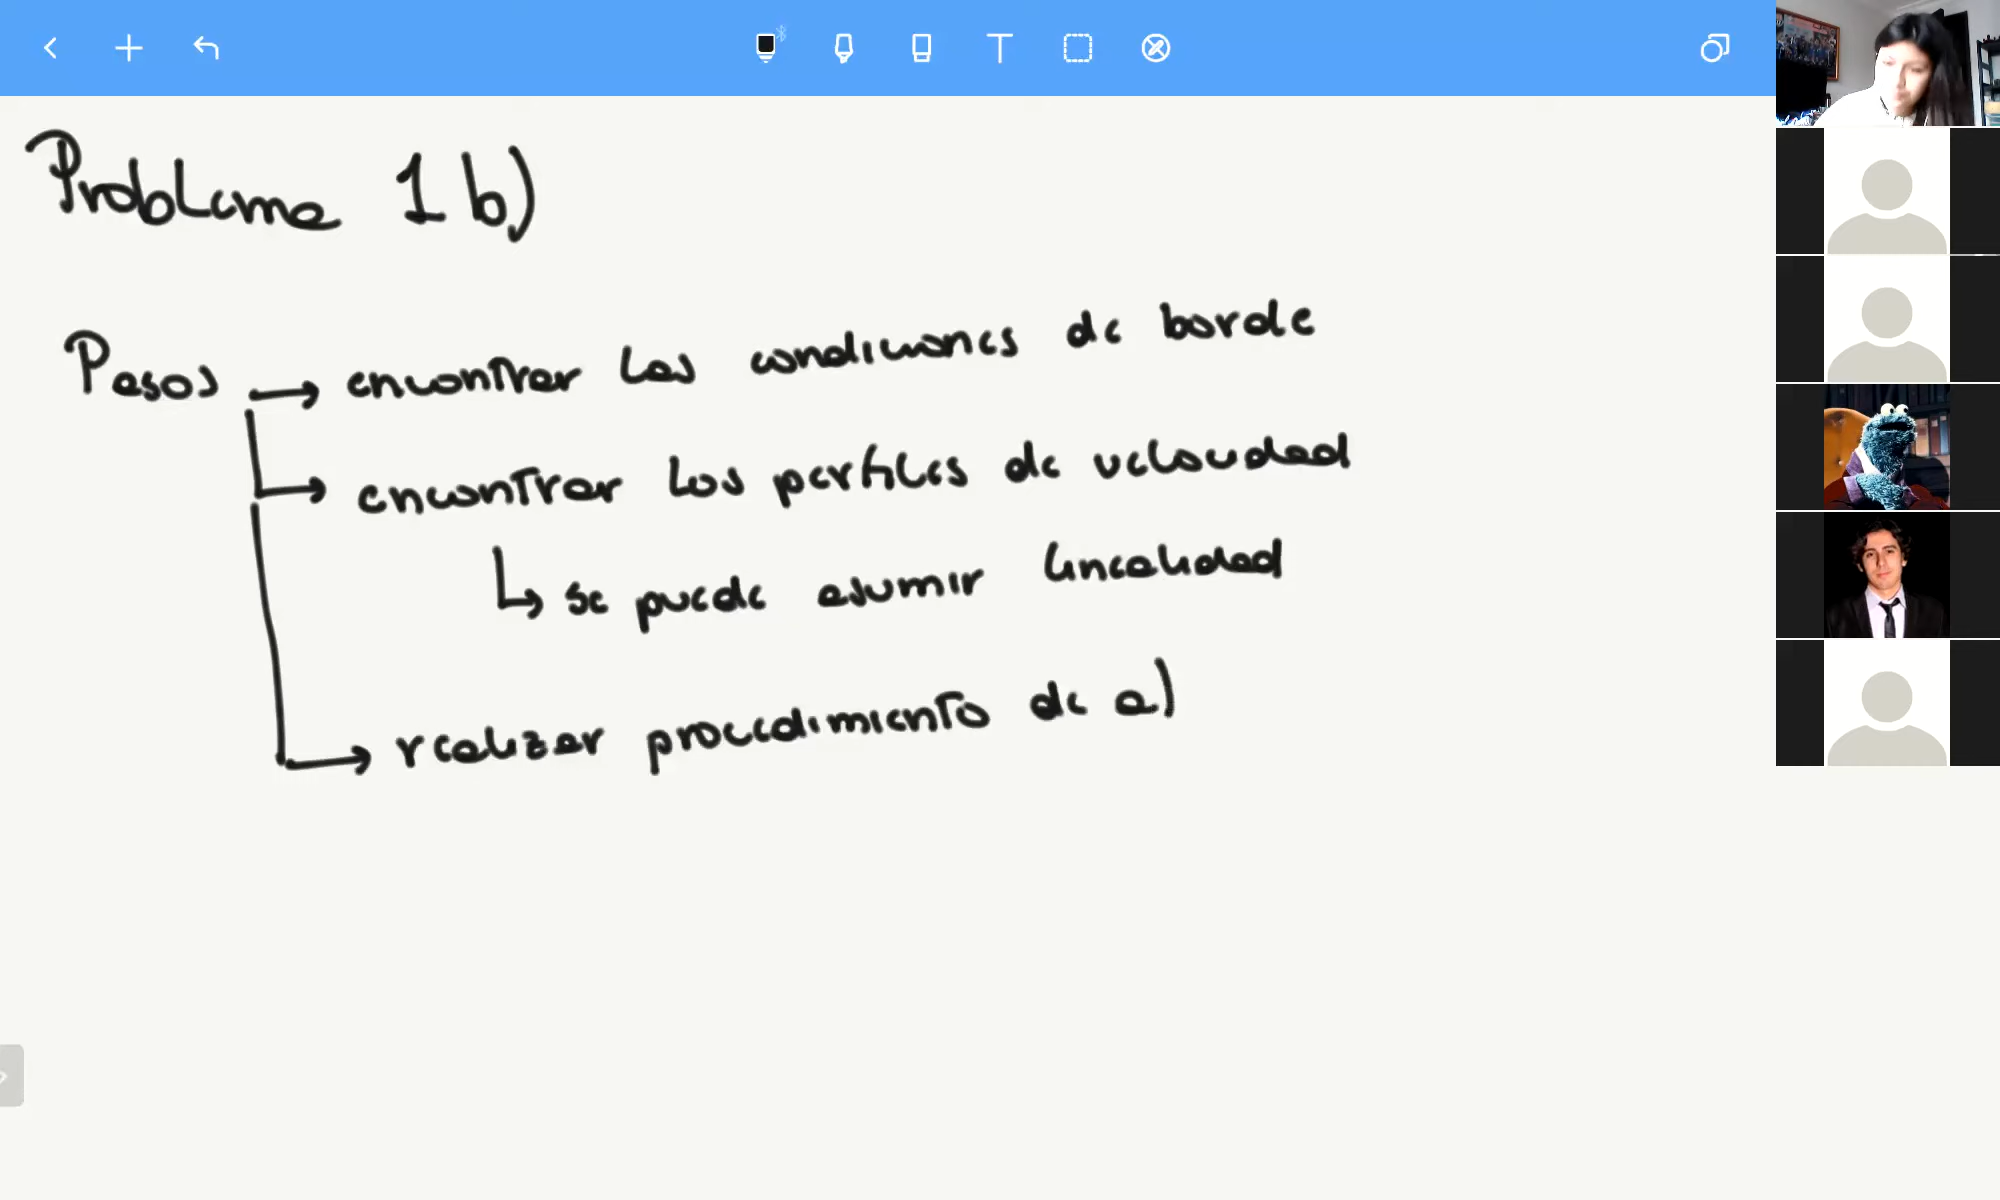 Problema 1 b)
Pasos → encontrar las condiciones de borde
→ encontrar los perfiles de velocidad
↳ se puede asumir linealidad
→ realizar procedimiento de a)